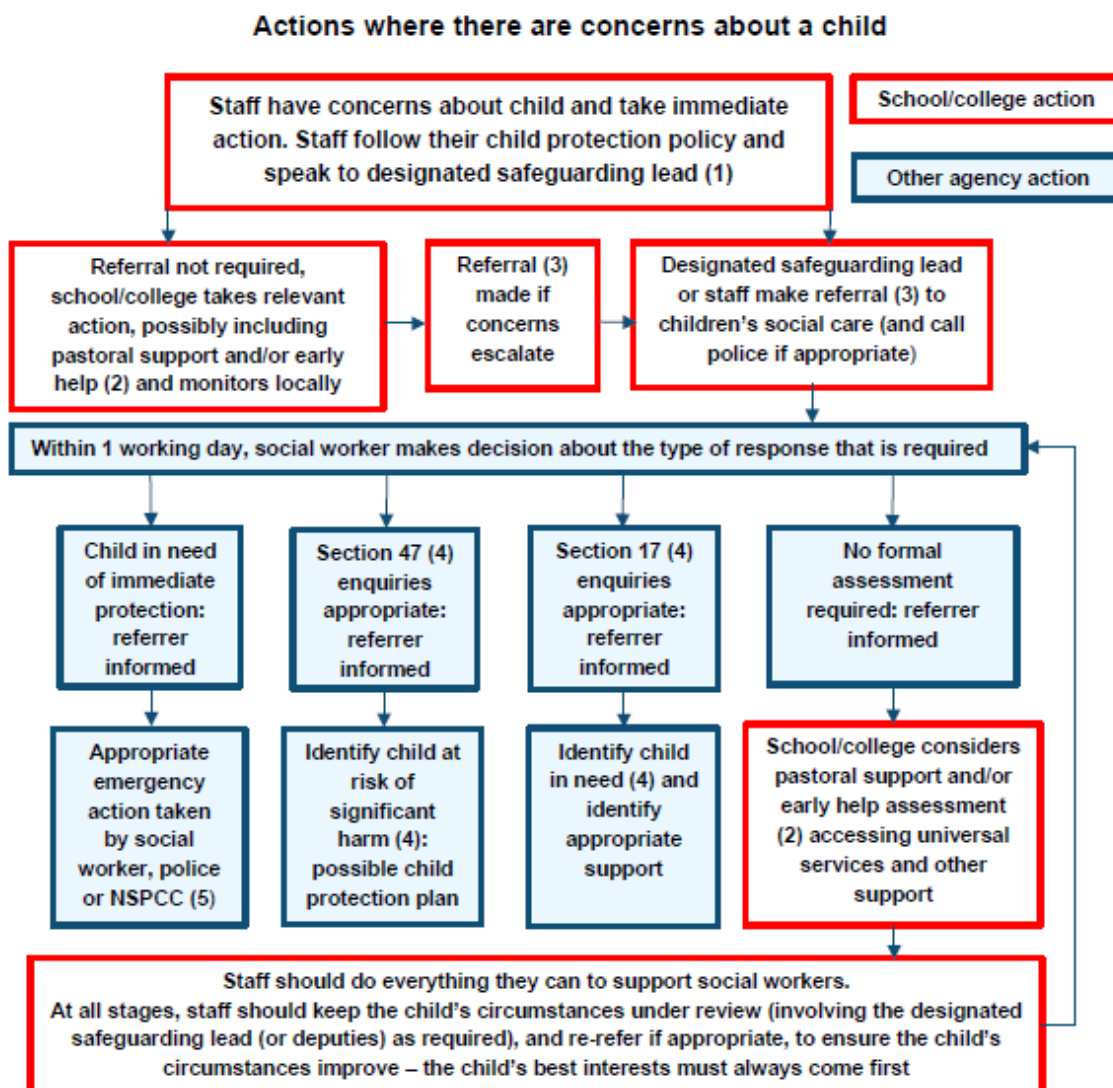 Actions where there are concerns about a child
Staff have concerns about child and take immediate
action. Staff follow their child protection policy and
speak to designated safeguarding lead (1)
School/college action
Other agency action
Referral not required,
school/college takes relevant
action, possibly including
pastoral support and/or early
help (2) and monitors locally
Referral (3)
made if
concerns
escalate
Designated safeguarding lead
or staff make referral (3) to
children’s social care (and call
police if appropriate)
Within 1 working day, social worker makes decision about the type of response that is required
Child in need
of immediate
protection:
referrer
informed
Section 47 (4)
enquiries
appropriate:
referrer
informed
Section 17 (4)
enquiries
appropriate:
referrer
informed
No formal
assessment
required: referrer
informed
Appropriate
emergency
action taken
by social
worker, police
or NSPCC (5)
Identify child at
risk of
significant
harm (4):
possible child
protection plan
Identify child
in need (4) and
identify
appropriate
support
School/college considers
pastoral support and/or
early help assessment
(2) accessing universal
services and other
support
Staff should do everything they can to support social workers.
At all stages, staff should keep the child’s circumstances under review (involving the designated
safeguarding lead (or deputies) as required), and re-refer if appropriate, to ensure the child’s
circumstances improve – the child’s best interests must always come first